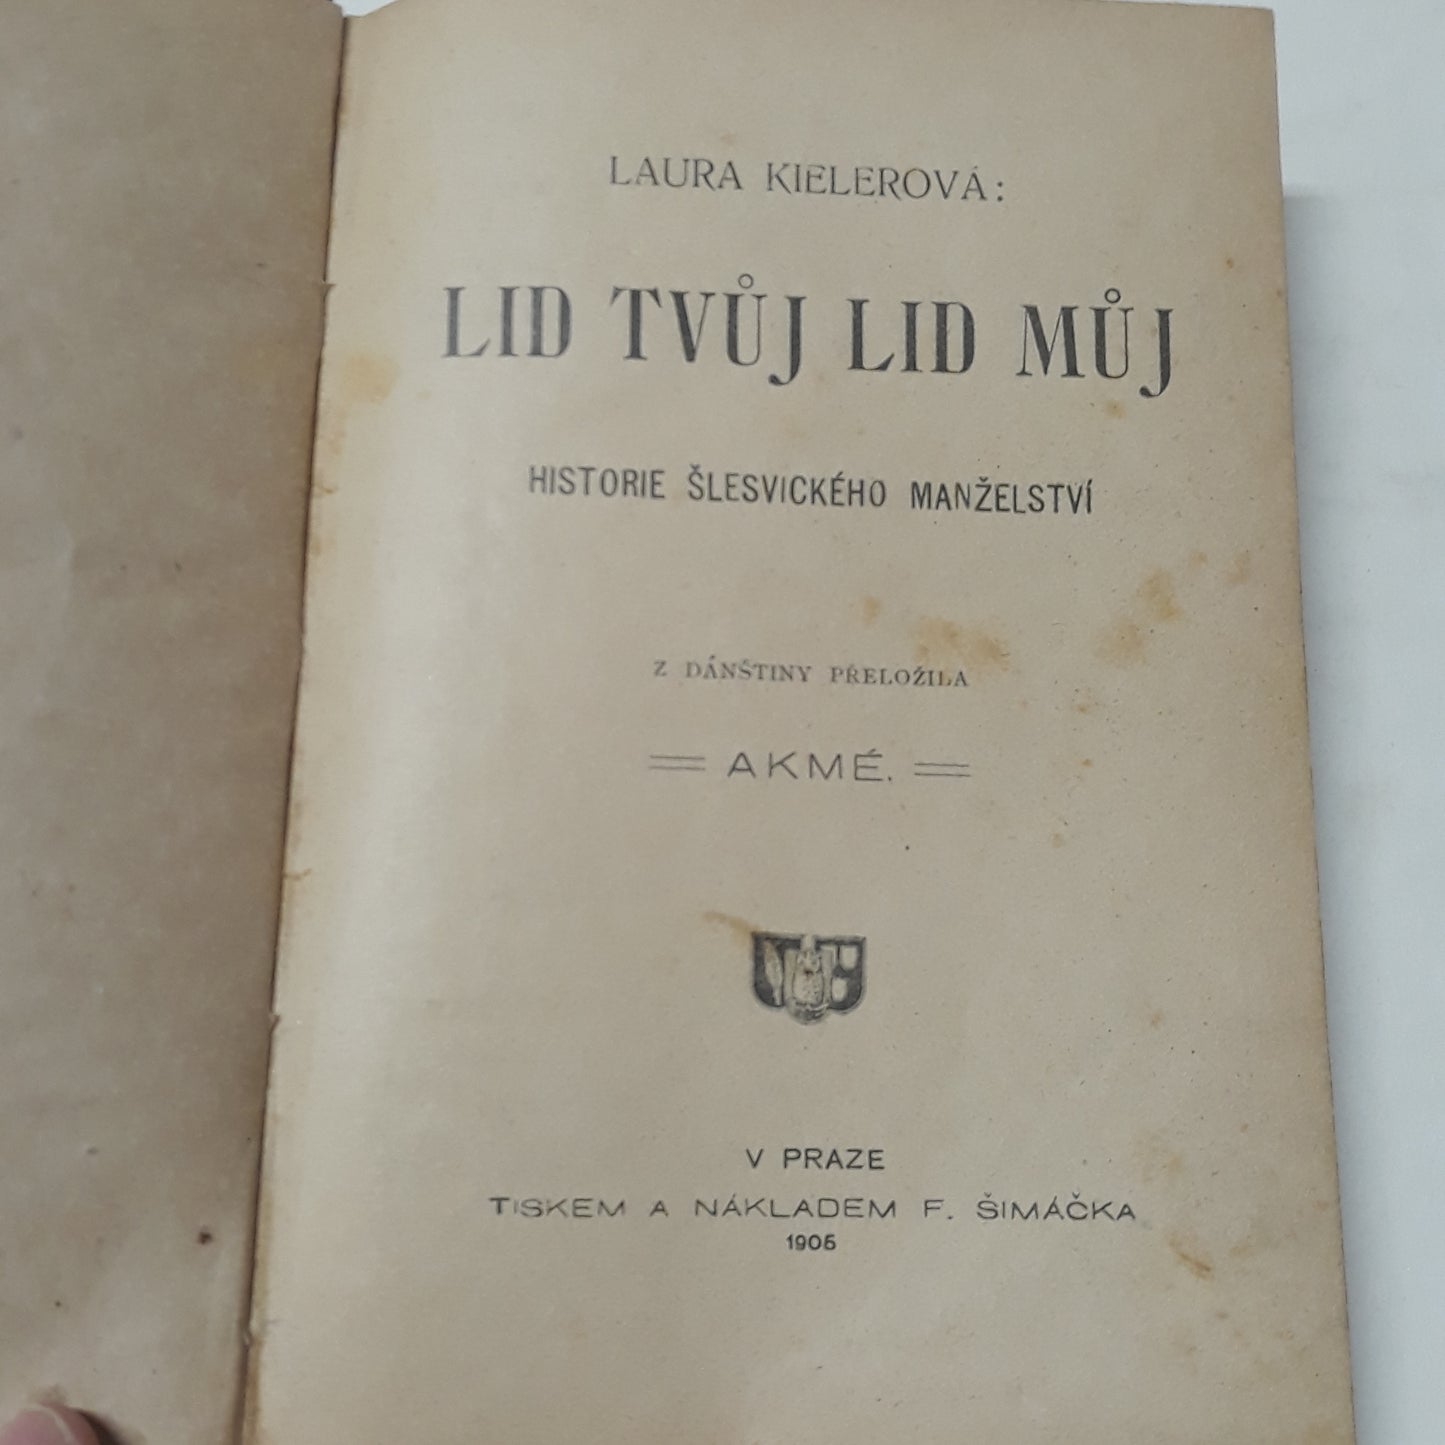 LAURA KIELEROVÁ:
LID TVŮJ LID MŮJ
HISTORIE ŠLESVICKÉHO MANŽELSTVÍ
Z DÁNŠTINY PŘELOŽILA
AKMÉ.
V PRAZE
TISKEM A NÁKLADEM F. ŠIMÁČKA
1905